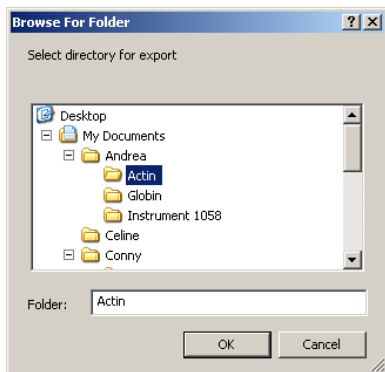 Browse For Folder
Select directory for export
Desktop
My Documents
Andrea
Actin
Globin
Instrument 1058
Celine
Conny
Folder: Actin
OK Cancel